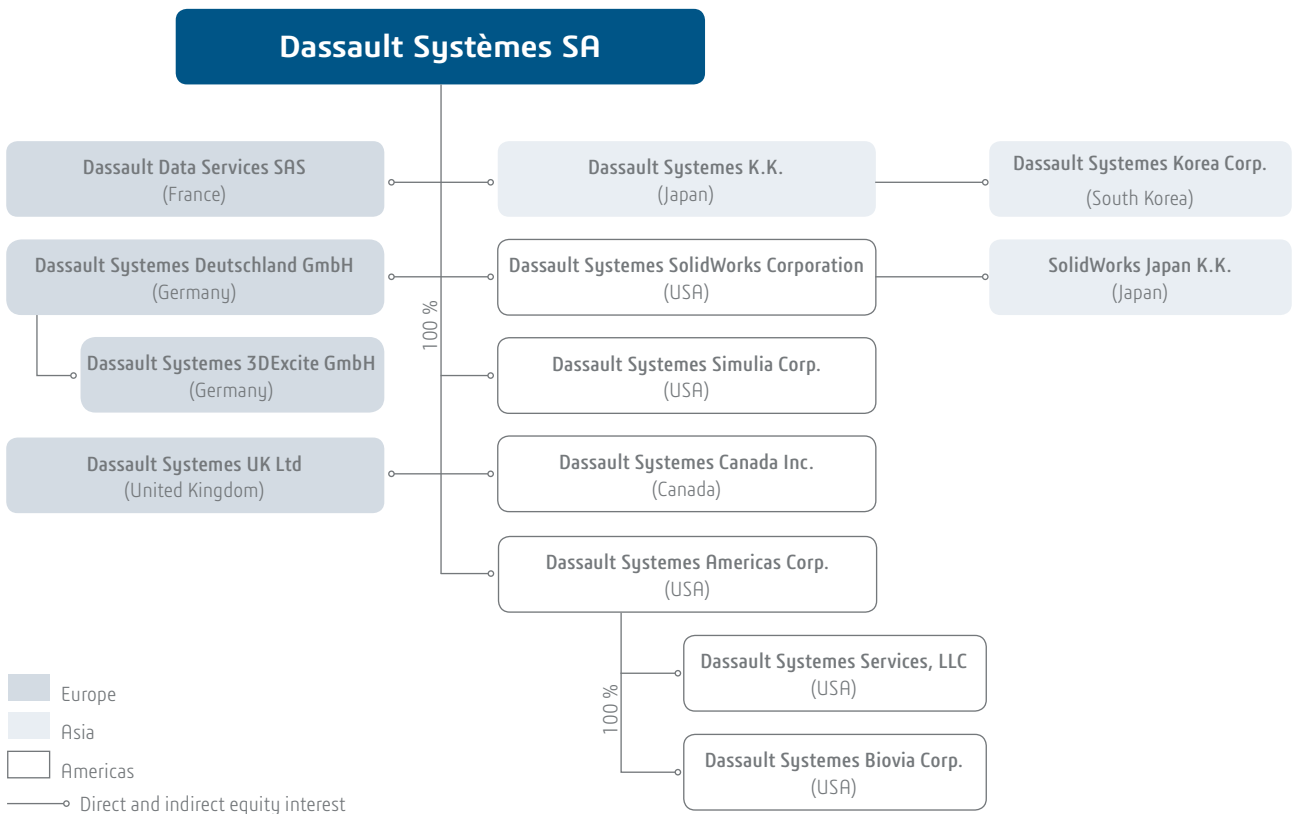 Dassault Systèmes SA
Dassault Data Services SAS
(France)
Dassault Systemes K.K.
(Japan)
Dassault Systemes Korea Corp.
(South Korea)
Dassault Systemes Deutschland GmbH
(Germany)
Dassault Systemes SolidWorks Corporation
(USA)
SolidWorks Japan K.K.
(Japan)
100 %
Dassault Systemes 3DExcite GmbH
(Germany)
Dassault Systemes Simulia Corp.
(USA)
Dassault Systemes UK Ltd
(United Kingdom)
Dassault Systemes Canada Inc.
(Canada)
Dassault Systemes Americas Corp.
(USA)
100 %
Dassault Systemes Services, LLC
(USA)
Dassault Systemes Biovia Corp.
(USA)
Europe
Asia
Americas
Direct and indirect equity interest